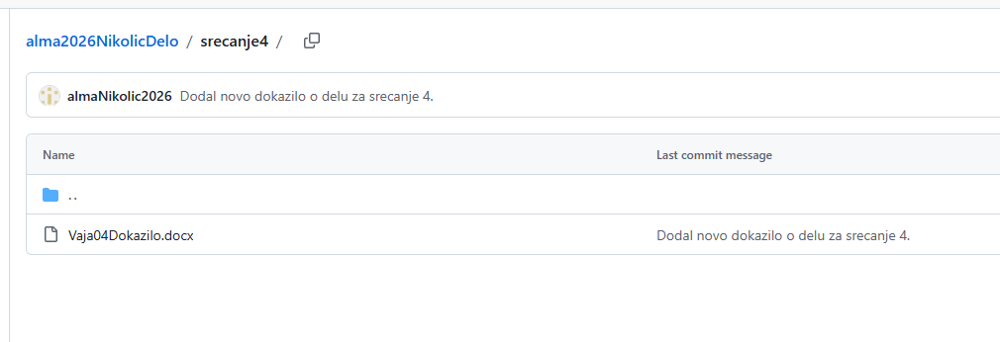 alma2026NikolicDelo / srecanje4 /
almaNikolic2026 Dodal novo dokazilo o delu za srecanje 4.
Name Last commit message
..
Vaja04Dokazilo.docx Dodal novo dokazilo o delu za srecanje 4.